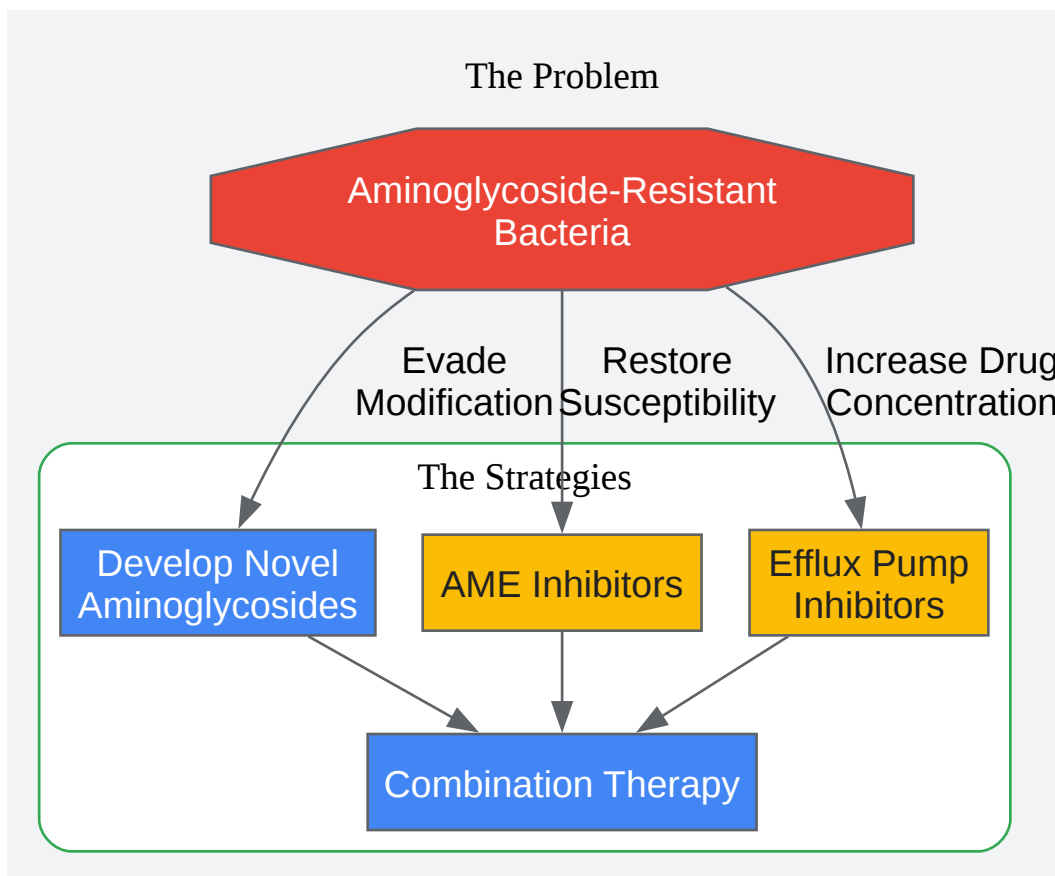 The Problem
Aminoglycoside-Resistant
Bacteria
Evade
Modification
Restore
Susceptibility
Increase Drug
Concentration
The Strategies
Develop Novel
Aminoglycosides
AME Inhibitors
Efflux Pump
Inhibitors
Combination Therapy